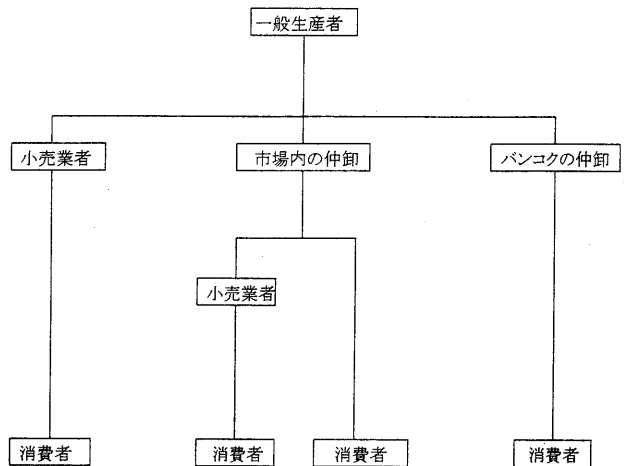 一般生産者
小売業者
市場内の仲卸
バンコクの仲卸
小売業者
消費者
消費者
消費者
消費者